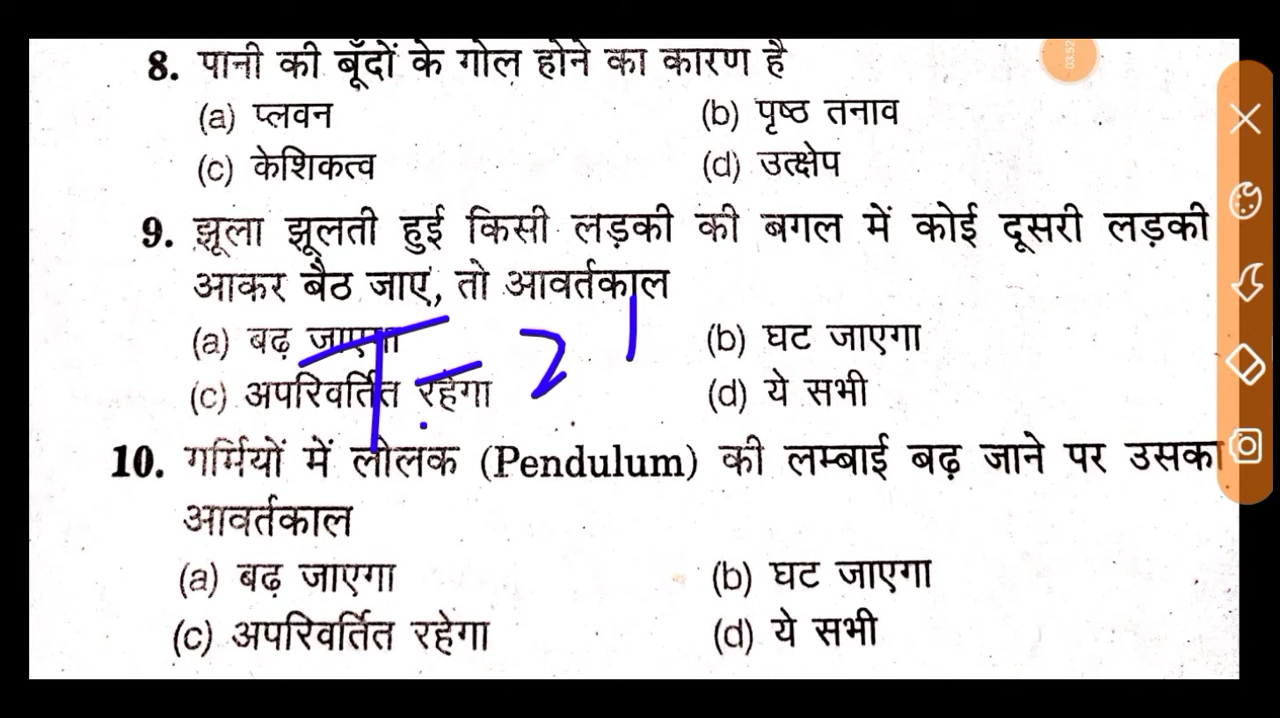 8. पानी की बूँदों के गोल होने का कारण है
(a) प्लवन (b) पृष्ठ तनाव
(c) केशिकत्व (d) उत्क्षेप
9. झूला झूलती हुई किसी लड़की की बगल में कोई दूसरी लड़की
आकर बैठ जाए, तो आवर्तकाल
(a) बढ़ जाएगा (b) घट जाएगा
T = 2
(c) अपरिवर्तित रहेगा (d) ये सभी
10. गर्मियों में लोलक (Pendulum) की लम्बाई बढ़ जाने पर उसका
आवर्तकाल
(a) बढ़ जाएगा (b) घट जाएगा
(c) अपरिवर्तित रहेगा (d) ये सभी
03:52